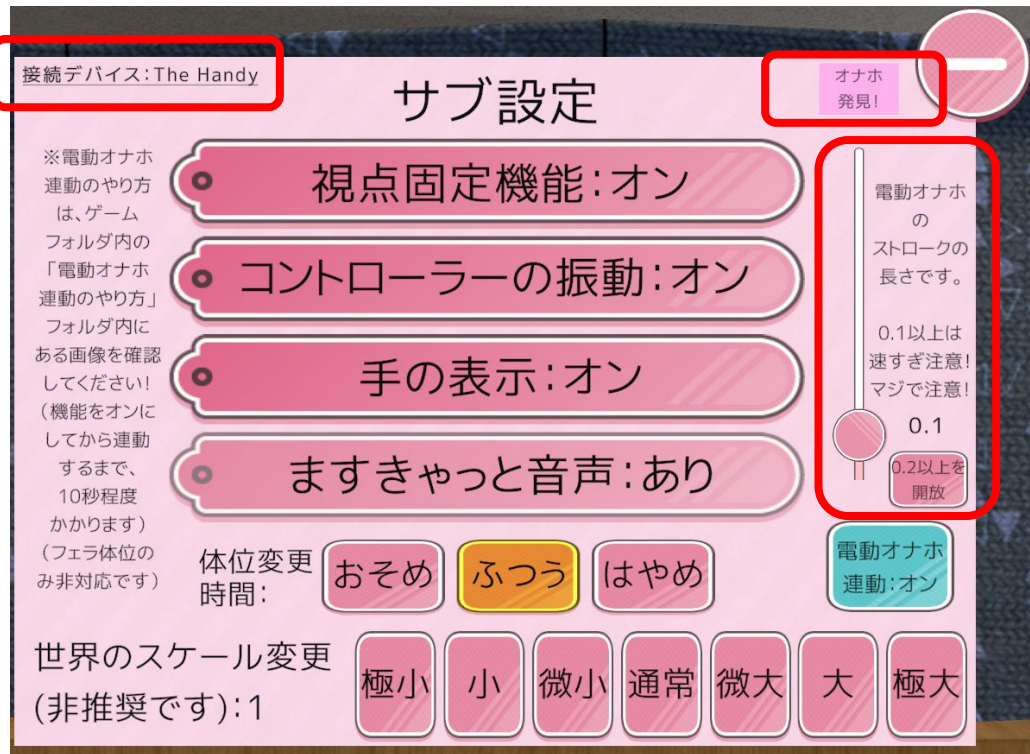 接続デバイス:The Handy
サブ設定
オナホ
発見!
※電動オナホ
連動のやり方
は、ゲーム
フォルダ内の
「電動オナホ
連動のやり方」
フォルダ内に
ある画像を確認
してください!
(機能をオンに
してから連動
するまで、
10秒程度
かかります)
(フェラ体位の
み非対応です)
視点固定機能:オン
コントローラーの振動:オン
手の表示:オン
ますきゃっと音声:あり
電動オナホ
の
ストロークの
長さです。
0.1以上は
速すぎ注意!
マジで注意!
0.1
0.2以上を
開放
体位変更
時間:
おそめ
ふつう
はやめ
電動オナホ
連動:オン
世界のスケール変更
(非推奨です):1
極小
小
微小
通常
微大
大
極大